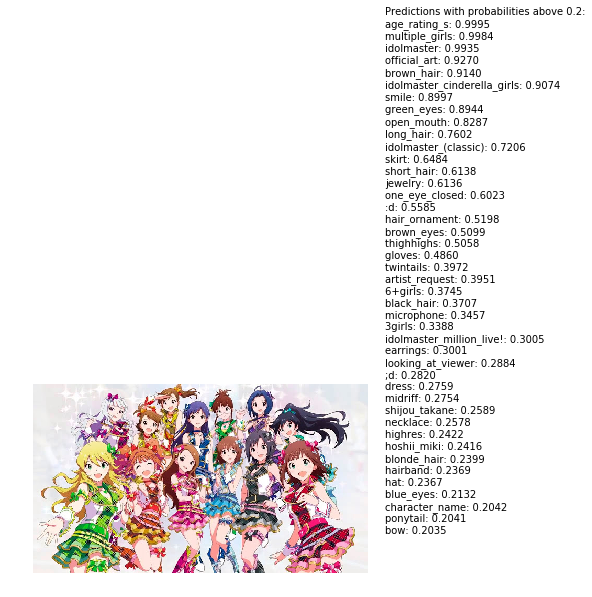 Predictions with probabilities above 0.2:
age_rating_s: 0.9995
multiple_girls: 0.9984
idolmaster: 0.9935
official_art: 0.9270
brown_hair: 0.9140
idolmaster_cinderella_girls: 0.9074
smile: 0.8997
green_eyes: 0.8944
open_mouth: 0.8287
long_hair: 0.7602
idolmaster_(classic): 0.7206
skirt: 0.6484
short_hair: 0.6138
jewelry: 0.6136
one_eye_closed: 0.6023
:d: 0.5585
hair_ornament: 0.5198
brown_eyes: 0.5099
thighhighs: 0.5058
gloves: 0.4860
twintails: 0.3972
artist_request: 0.3951
6+girls: 0.3745
black_hair: 0.3707
microphone: 0.3457
3girls: 0.3388
idolmaster_million_live!: 0.3005
earrings: 0.3001
looking_at_viewer: 0.2884
;d: 0.2820
dress: 0.2759
midriff: 0.2754
shijou_takane: 0.2589
necklace: 0.2578
highres: 0.2422
hoshii_miki: 0.2416
blonde_hair: 0.2399
hairband: 0.2369
hat: 0.2367
blue_eyes: 0.2132
character_name: 0.2042
ponytail: 0.2041
bow: 0.2035